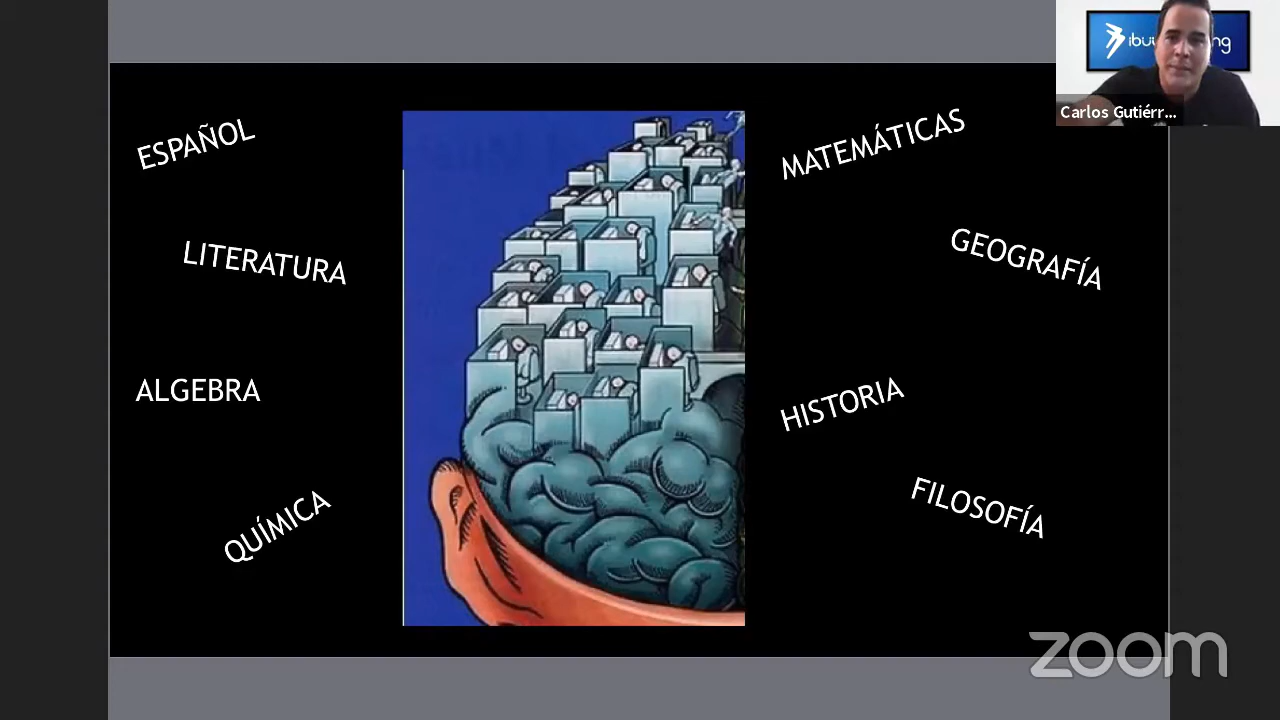 Carlos Gutiérr...
ESPAÑOL
MATEMÁTICAS
LITERATURA
GEOGRAFÍA
ALGEBRA
HISTORIA
QUÍMICA
FILOSOFÍA
zoom